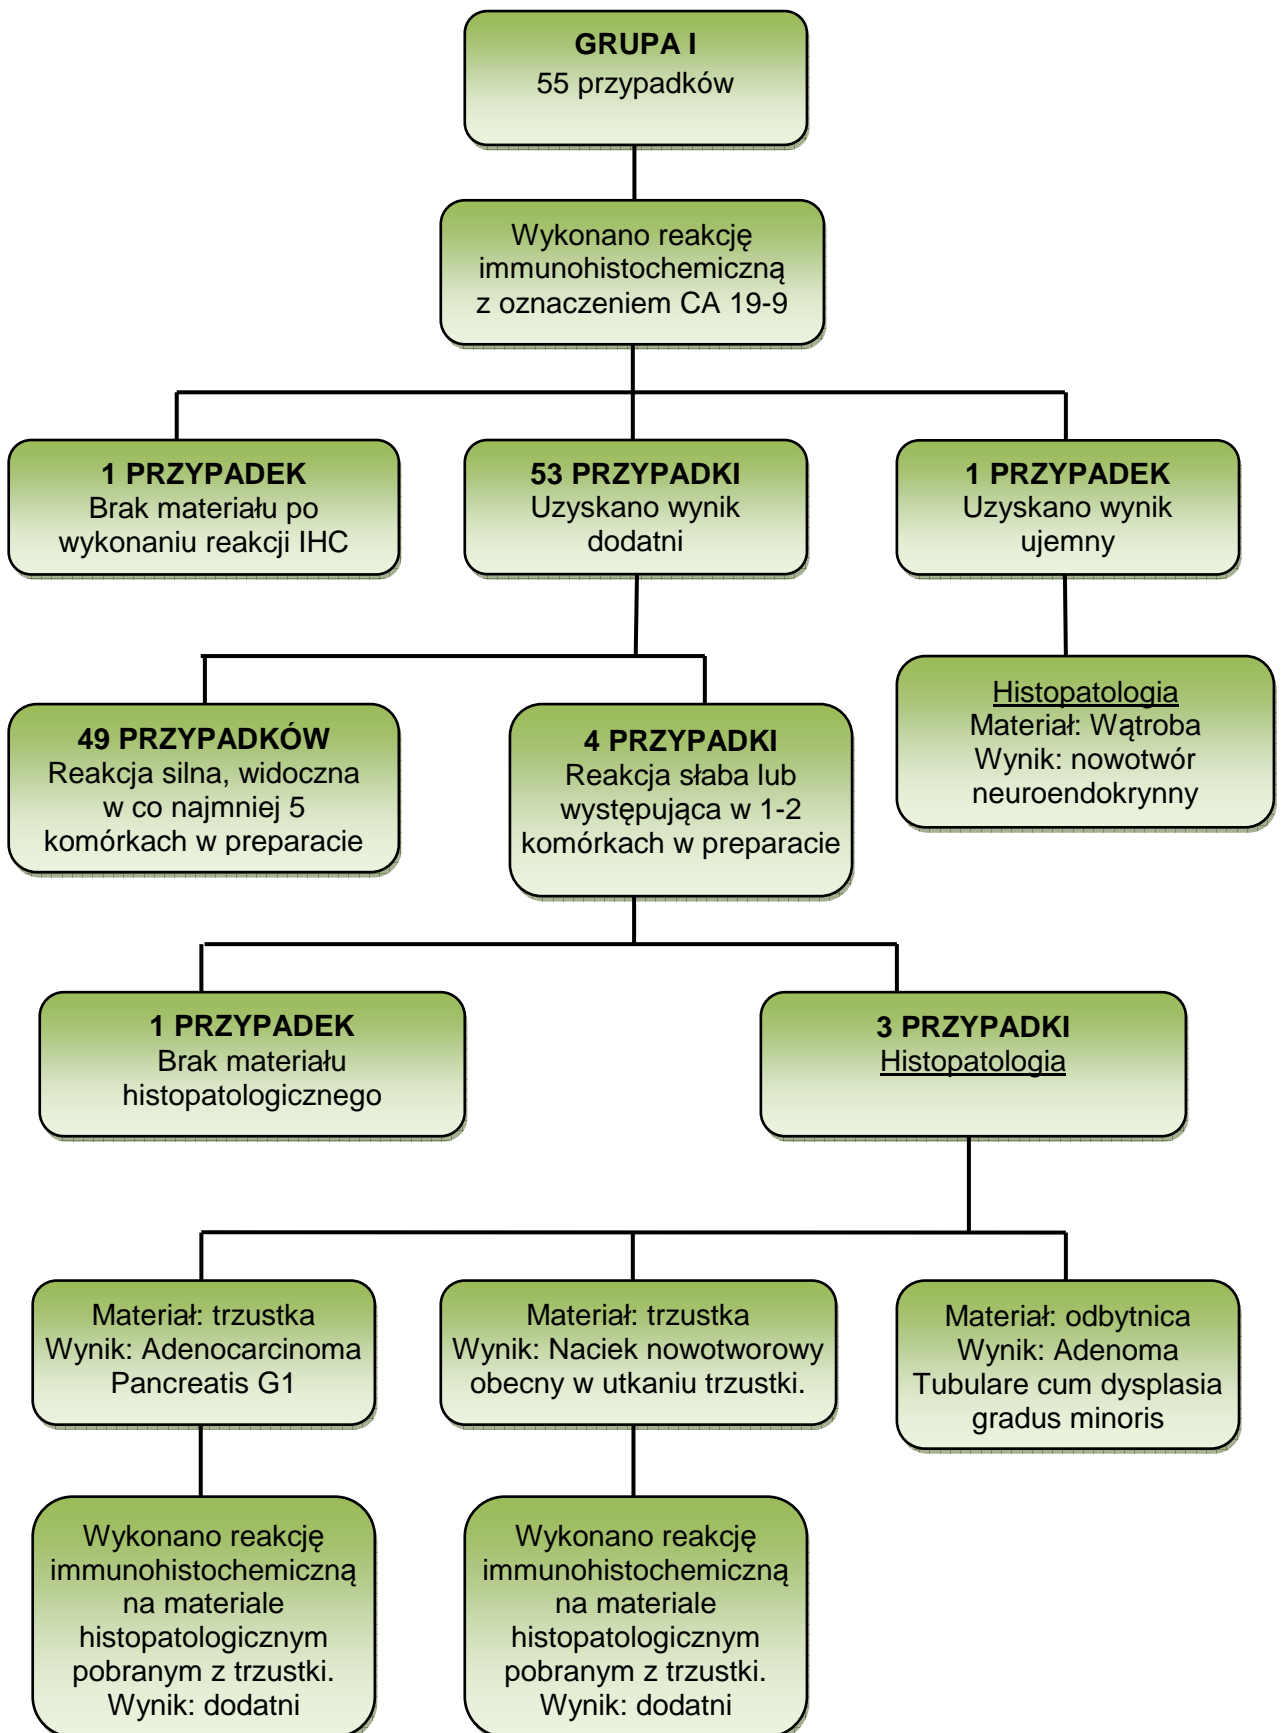 GRUPA I
55 przypadków
Wykonano reakcję
immunohistochemiczną
z oznaczeniem CA 19-9
1 PRZYPADEK
Brak materiału po
wykonaniu reakcji IHC
53 PRZYPADKI
Uzyskano wynik
dodatni
1 PRZYPADEK
Uzyskano wynik
ujemny
49 PRZYPADKÓW
Reakcja silna, widoczna
w co najmniej 5
komórkach w preparacie
4 PRZYPADKI
Reakcja słaba lub
występująca w 1-2
komórkach w preparacie
Histopatologia
Materiał: Wątroba
Wynik: nowotwór
neuroendokrynny
1 PRZYPADEK
Brak materiału
histopatologicznego
3 PRZYPADKI
Histopatologia
Materiał: trzustka
Wynik: Adenocarcinoma
Pancreatis G1
Materiał: trzustka
Wynik: Naciek nowotworowy
obecny w utkaniu trzustki.
Materiał: odbytnica
Wynik: Adenoma
Tubulare cum dysplasia
gradus minoris
Wykonano reakcję
immunohistochemiczną
na materiale
histopatologicznym
pobranym z trzustki.
Wynik: dodatni
Wykonano reakcję
immunohistochemiczną
na materiale
histopatologicznym
pobranym z trzustki.
Wynik: dodatni